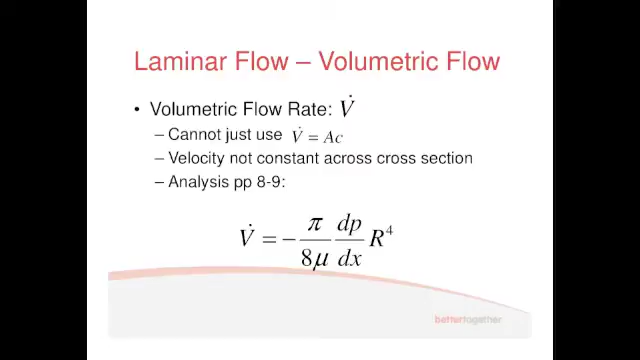 Laminar Flow – Volumetric Flow
• Volumetric Flow Rate: V̇
– Cannot just use V̇ = Ac
– Velocity not constant across cross section
– Analysis pp 8-9:
V̇ = − π/8μ dp/dx R⁴
bettertogether